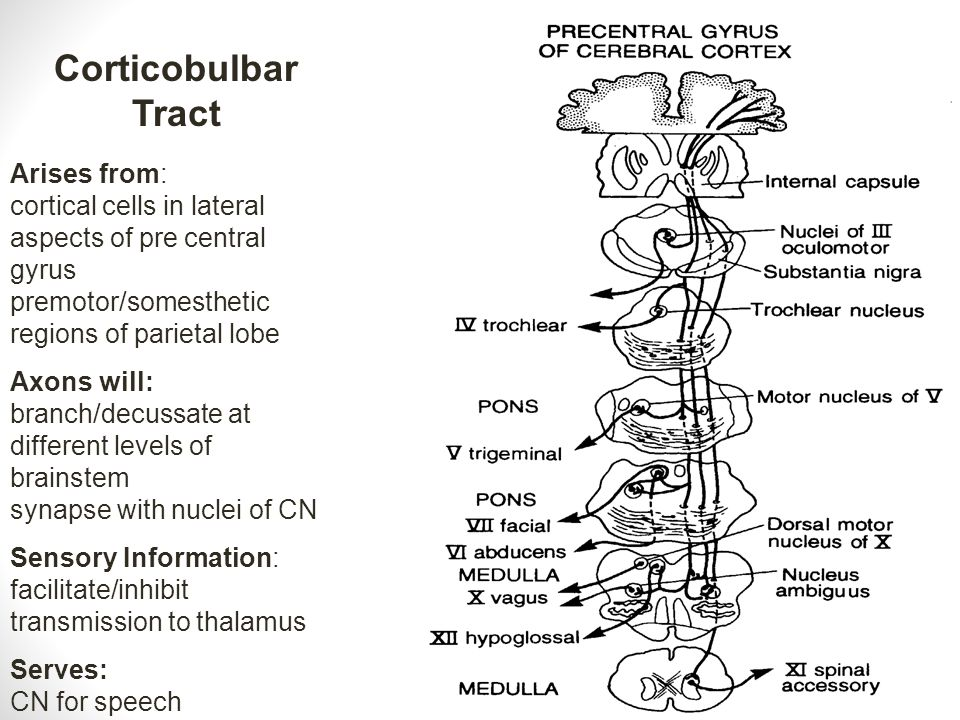 Corticobulbar
Tract
Arises from:
cortical cells in lateral
aspects of pre central
gyrus
premotor/somesthetic
regions of parietal lobe
Axons will:
branch/decussate at
different levels of
brainstem
synapse with nuclei of CN
Sensory Information:
facilitate/inhibit
transmission to thalamus
Serves:
CN for speech
PRECENTRAL GYRUS
OF CEREBRAL CORTEX
Internal capsule
Nuclei of III
oculomotor
Substantia nigra
Trochlear nucleus
IV trochlear
Motor nucleus of V
PONS
V trigeminal
PONS
VII facial
Dorsal motor
nucleus of X
VI abducens
MEDULLA
X vagus
Nucleus
ambiguus
XII hypoglossal
XI spinal
accessory
MEDULLA